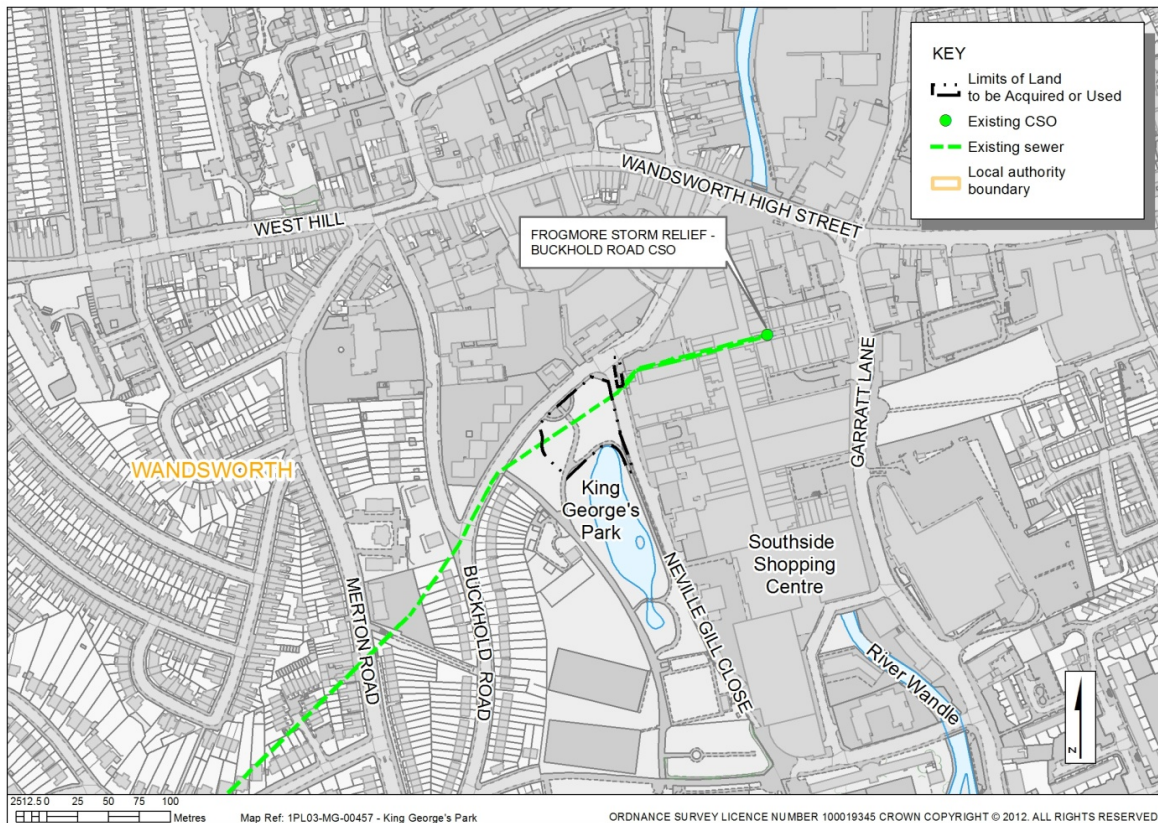 KEY
Limits of Land
to be Acquired or Used
Existing CSO
Existing sewer
Local authority
boundary
WANDSWORTH HIGH STREET
WEST HILL
FROGMORE STORM RELIEF -
BUCKHOLD ROAD CSO
GARRATT LANE
WANDSWORTH
King
George's
Park
Southside
Shopping
Centre
MERTON ROAD
BUCKHOLD ROAD
NEVILLE GILL CLOSE
River Wandle
N
25 12.5 0 25 50 75 100
Metres
Map Ref: 1PL03-MG-00457 - King George's Park
ORDNANCE SURVEY LICENCE NUMBER 100019345 CROWN COPYRIGHT © 2012. ALL RIGHTS RESERVED